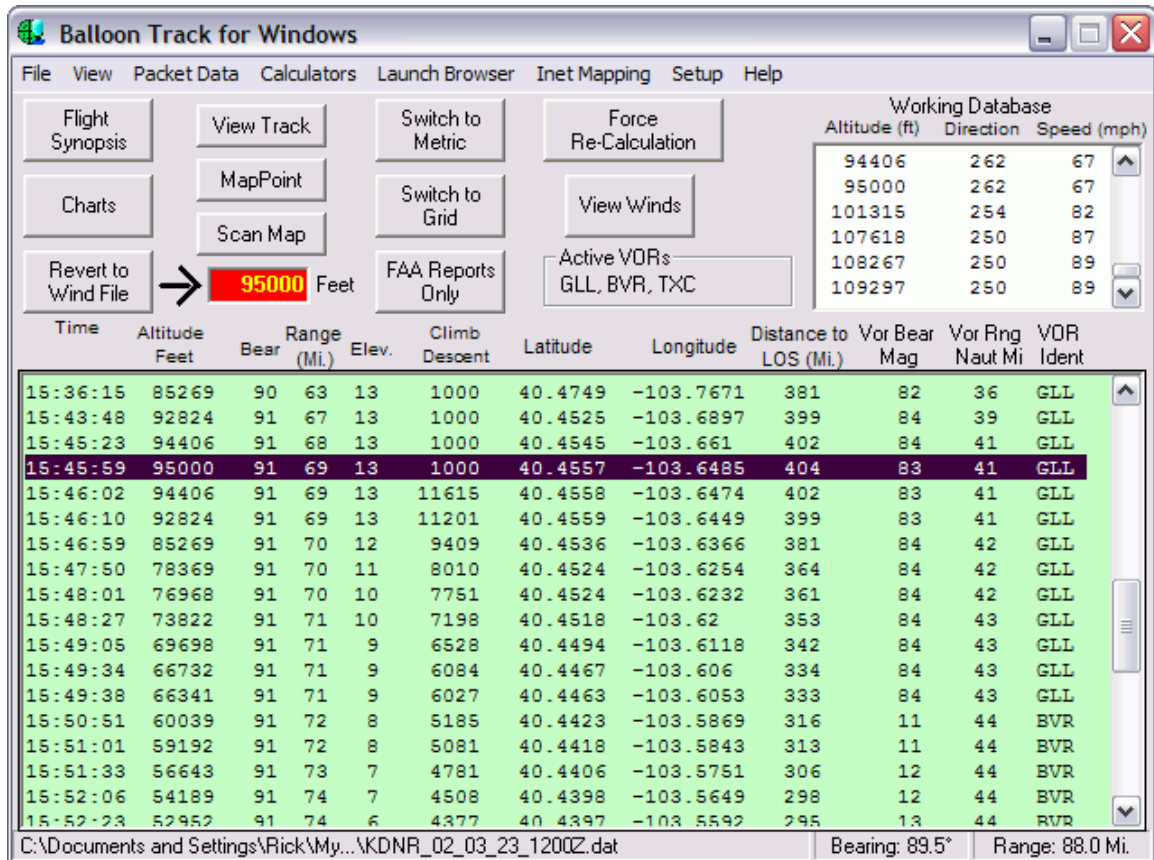 Balloon Track for Windows
File View Packet Data Calculators Launch Browser Inet Mapping Setup Help
Flight Synopsis
View Track
Switch to Metric
Force Re-Calculation
Working Database
Altitude (ft) Direction Speed (mph)
94406 262 67
95000 262 67
101315 254 82
107618 250 87
108267 250 89
109297 250 89
Charts
MapPoint
Switch to Grid
View Winds
Scan Map
Revert to Wind File
95000 Feet
FAA Reports Only
Active VORs
GLL, BVR, TXC
Time Altitude Feet Bear Range (Mi.) Elev. Climb Descent Latitude Longitude Distance to LOS (Mi.) Vor Bear Mag Vor Rng Naut Mi VOR Ident
15:36:15 85269 90 63 13 1000 40.4749 -103.7671 381 82 36 GLL
15:43:48 92824 91 67 13 1000 40.4525 -103.6897 399 84 39 GLL
15:45:23 94406 91 68 13 1000 40.4545 -103.661 402 84 41 GLL
15:45:59 95000 91 69 13 1000 40.4557 -103.6485 404 83 41 GLL
15:46:02 94406 91 69 13 11615 40.4558 -103.6474 402 83 41 GLL
15:46:10 92824 91 69 13 11201 40.4559 -103.6449 399 83 41 GLL
15:46:59 85269 91 70 12 9409 40.4536 -103.6366 381 84 42 GLL
15:47:50 78369 91 70 11 8010 40.4524 -103.6254 364 84 42 GLL
15:48:01 76968 91 70 10 7751 40.4524 -103.6232 361 84 42 GLL
15:48:27 73822 91 71 10 7198 40.4518 -103.62 353 84 43 GLL
15:49:05 69698 91 71 9 6528 40.4494 -103.6118 342 84 43 GLL
15:49:34 66732 91 71 9 6084 40.4467 -103.606 334 84 43 GLL
15:49:38 66341 91 71 9 6027 40.4463 -103.6053 333 84 43 GLL
15:50:51 60039 91 72 8 5185 40.4423 -103.5869 316 11 44 BVR
15:51:01 59192 91 72 8 5081 40.4418 -103.5843 313 11 44 BVR
15:51:33 56643 91 73 7 4781 40.4406 -103.5751 306 12 44 BVR
15:52:06 54189 91 74 7 4508 40.4398 -103.5649 298 12 44 BVR
15:52:23 52952 91 74 6 4377 40.4397 -103.5592 295 13 44 BVR
C:\Documents and Settings\Rick\My...\KDNR_02_03_23_1200Z.dat Bearing: 89.5° Range: 88.0 Mi.